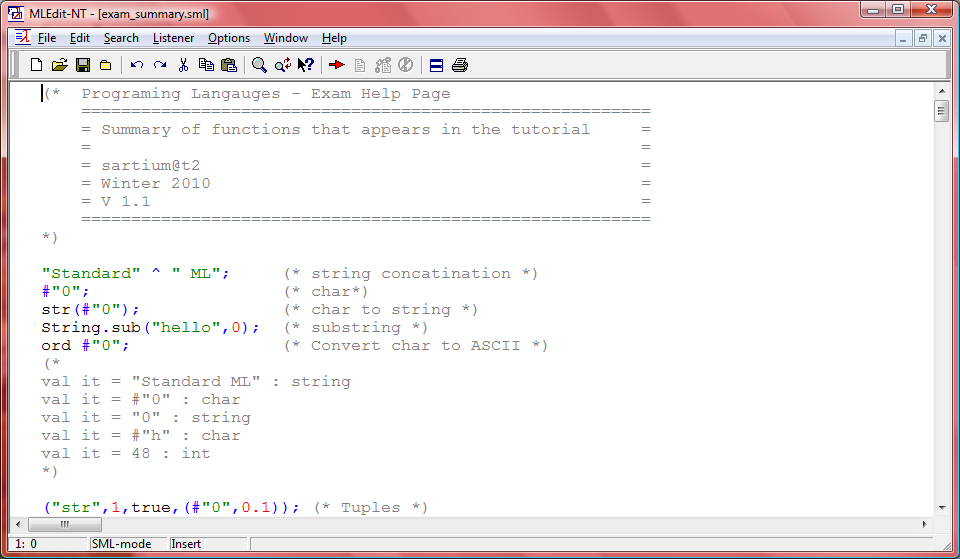 MLEdit-NT - [exam_summary.sml]
File Edit Search Listener Options Window Help
(* Programing Langauges - Exam Help Page
=========================================================
= Summary of functions that appears in the tutorial =
= =
= sartium@t2 =
= Winter 2010 =
= V 1.1 =
=========================================================
*)
"Standard" ^ " ML"; (* string concatination *)
#"0"; (* char*)
str(#"0"); (* char to string *)
String.sub("hello",0); (* substring *)
ord #"0"; (* Convert char to ASCII *)
(*
val it = "Standard ML" : string
val it = #"0" : char
val it = "0" : string
val it = #"h" : char
val it = 48 : int
*)
("str",1,true,(#"0",0.1)); (* Tuples *)
1: 0 SML-mode Insert